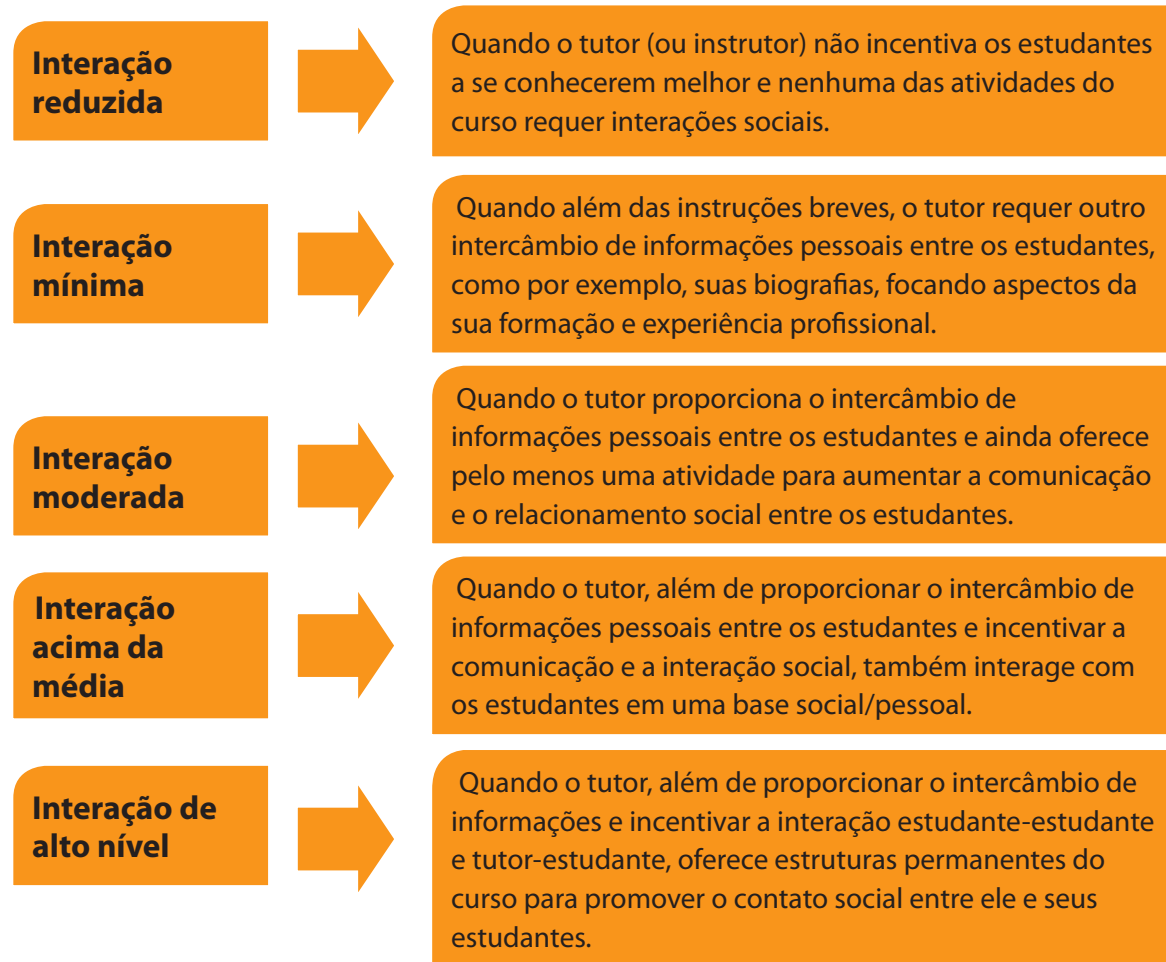 Interação
reduzida
Quando o tutor (ou instrutor) não incentiva os estudantes
a se conhecerem melhor e nenhuma das atividades do
curso requer interações sociais.
Interação
mínima
Quando além das instruções breves, o tutor requer outro
intercâmbio de informações pessoais entre os estudantes,
como por exemplo, suas biografias, focando aspectos da
sua formação e experiência profissional.
Interação
moderada
Quando o tutor proporciona o intercâmbio de
informações pessoais entre os estudantes e ainda oferece
pelo menos uma atividade para aumentar a comunicação
e o relacionamento social entre os estudantes.
Interação
acima da
média
Quando o tutor, além de proporcionar o intercâmbio de
informações pessoais entre os estudantes e incentivar a
comunicação e a interação social, também interage com
os estudantes em uma base social/pessoal.
Interação de
alto nível
Quando o tutor, além de proporcionar o intercâmbio de
informações e incentivar a interação estudante-estudante
e tutor-estudante, oferece estruturas permanentes do
curso para promover o contato social entre ele e seus
estudantes.